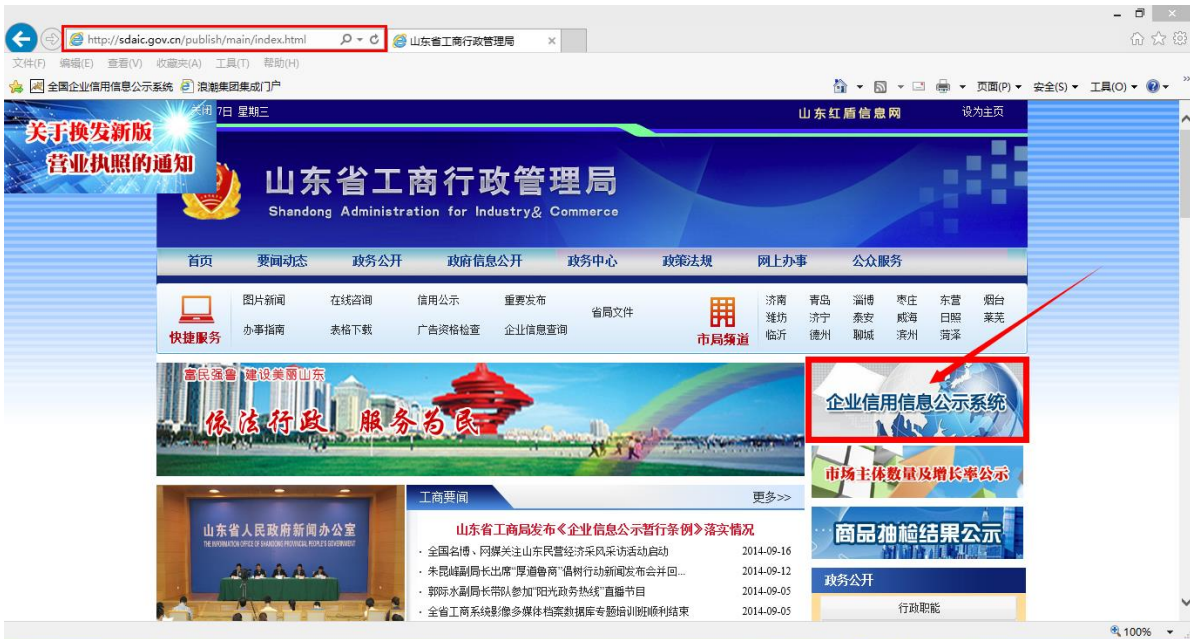 http://sdaic.gov.cn/publish/main/index.html
山东省工商行政管理局
文件(F) 编辑(E) 查看(V) 收藏夹(A) 工具(T) 帮助(H)
全国企业信用信息公示系统 浪潮集团集成门户
页面(P) 安全(S) 工具(O)
关闭 7日 星期三
山东红盾信息网
设为主页
关于换发新版
营业执照的通知
山东省工商行政管理局
Shandong Administration for Industry& Commerce
首页 要闻动态 政务公开 政府信息公开 政务中心 政策法规 网上办事 公众服务
快捷服务
图片新闻 在线咨询 信用公示 重要发布
省局文件
办事指南 表格下载 广告资格检查 企业信息查询
市局频道
济南 青岛 淄博 枣庄 东营 烟台
潍坊 济宁 泰安 威海 日照 莱芜
临沂 德州 聊城 滨州 菏泽
富民强鲁 建设美丽山东
依法行政 服务为民
企业信用信息公示系统
市场主体数量及增长率公示
商品抽检结果公示
山东省人民政府新闻办公室
THE INFORMATION OFFICE OF SHANDONG PROVINCIAL PEOPLE'S GOVERNMENT
工商要闻 更多>>
山东省工商局发布《企业信息公示暂行条例》落实情况
· 全国名博、网媒关注山东民营经济采风采访活动启动 2014-09-16
· 朱昆峰副局长出席“厚道鲁商”倡树行动新闻发布会并回... 2014-09-12
· 郭际水副局长带队参加“阳光政务热线”直播节目 2014-09-05
· 全省工商系统影像多媒体档案数据库专题培训班顺利结束 2014-09-05
政务公开
行政职能
100%